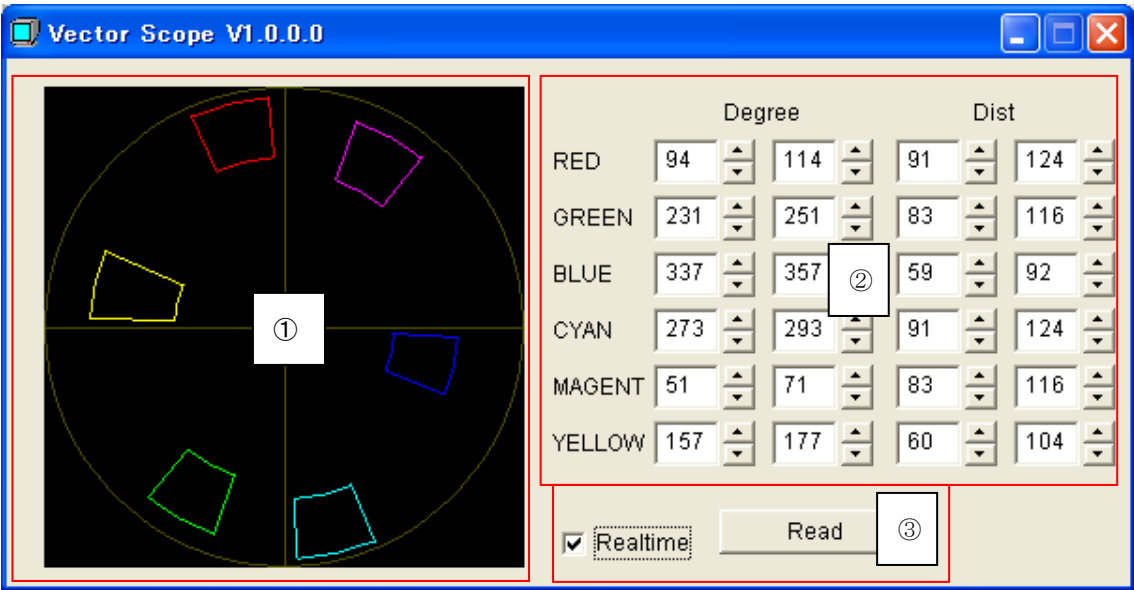 Vector Scope V1.0.0.0
Degree Dist
RED 94 114 91 124
GREEN 231 251 83 116
BLUE 337 357 59 92
②
①
CYAN 273 293 91 124
MAGENT 51 71 83 116
YELLOW 157 177 60 104
Realtime Read ③